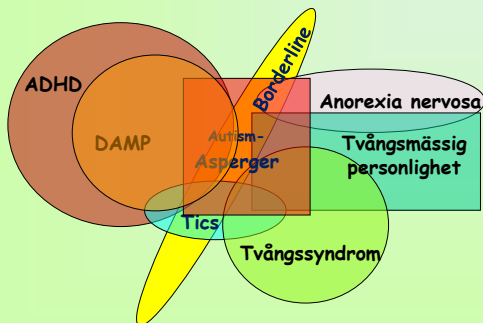 Borderline
ADHD
Anorexia nervosa
DAMP
Autism-
Asperger
Tvångsmässig
personlighet
Tics
Tvångssyndrom